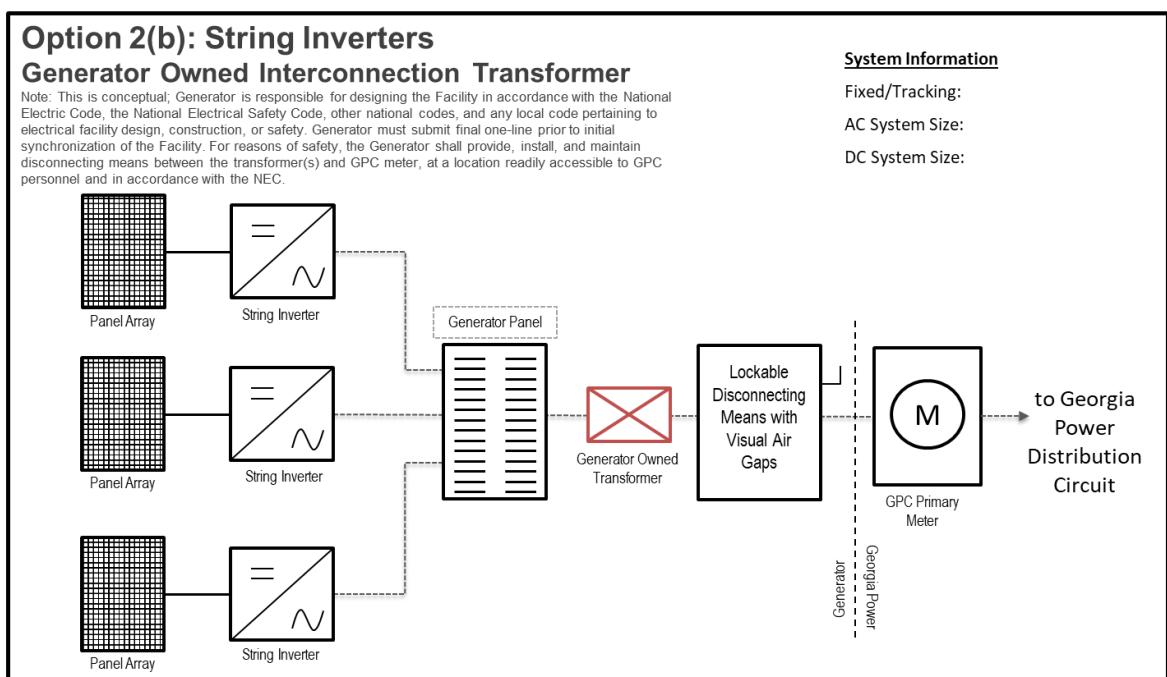 Option 2(b): String Inverters
Generator Owned Interconnection Transformer
Note: This is conceptual; Generator is responsible for designing the Facility in accordance with the National
Electric Code, the National Electrical Safety Code, other national codes, and any local code pertaining to
electrical facility design, construction, or safety. Generator must submit final one-line prior to initial
synchronization of the Facility. For reasons of safety, the Generator shall provide, install, and maintain
disconnecting means between the transformer(s) and GPC meter, at a location readily accessible to GPC
personnel and in accordance with the NEC.
System Information
Fixed/Tracking:
AC System Size:
DC System Size:
Panel Array
String Inverter
Generator Panel
Panel Array
String Inverter
Generator Owned
Transformer
Lockable
Disconnecting
Means with
Visual Air
Gaps
M
GPC Primary
Meter
to Georgia
Power
Distribution
Circuit
Generator
Georgia Power
Panel Array
String Inverter